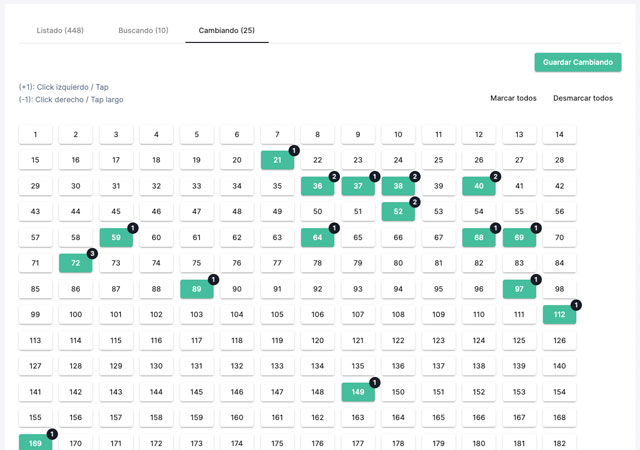 Listado (448) Buscando (10) Cambiando (25)
Guardar Cambiando
(+1): Click izquierdo / Tap
(-1): Click derecho / Tap largo
Marcar todos Desmarcar todos
1 2 3 4 5 6 7 8 9 10 11 12 13 14
1
15 16 17 18 19 20 21 22 23 24 25 26 27 28
2 1 2 2
29 30 31 32 33 34 35 36 37 38 39 40 41 42
2
43 44 45 46 47 48 49 50 51 52 53 54 55 56
1 1 1 1
57 58 59 60 61 62 63 64 65 66 67 68 69 70
3
71 72 73 74 75 76 77 78 79 80 81 82 83 84
1 1
85 86 87 88 89 90 91 92 93 94 95 96 97 98
1
99 100 101 102 103 104 105 106 107 108 109 110 111 112
113 114 115 116 117 118 119 120 121 122 123 124 125 126
127 128 129 130 131 132 133 134 135 136 137 138 139 140
1
141 142 143 144 145 146 147 148 149 150 151 152 153 154
155 156 157 158 159 160 161 162 163 164 165 166 167 168
1
169 170 171 172 173 174 175 176 177 178 179 180 181 182